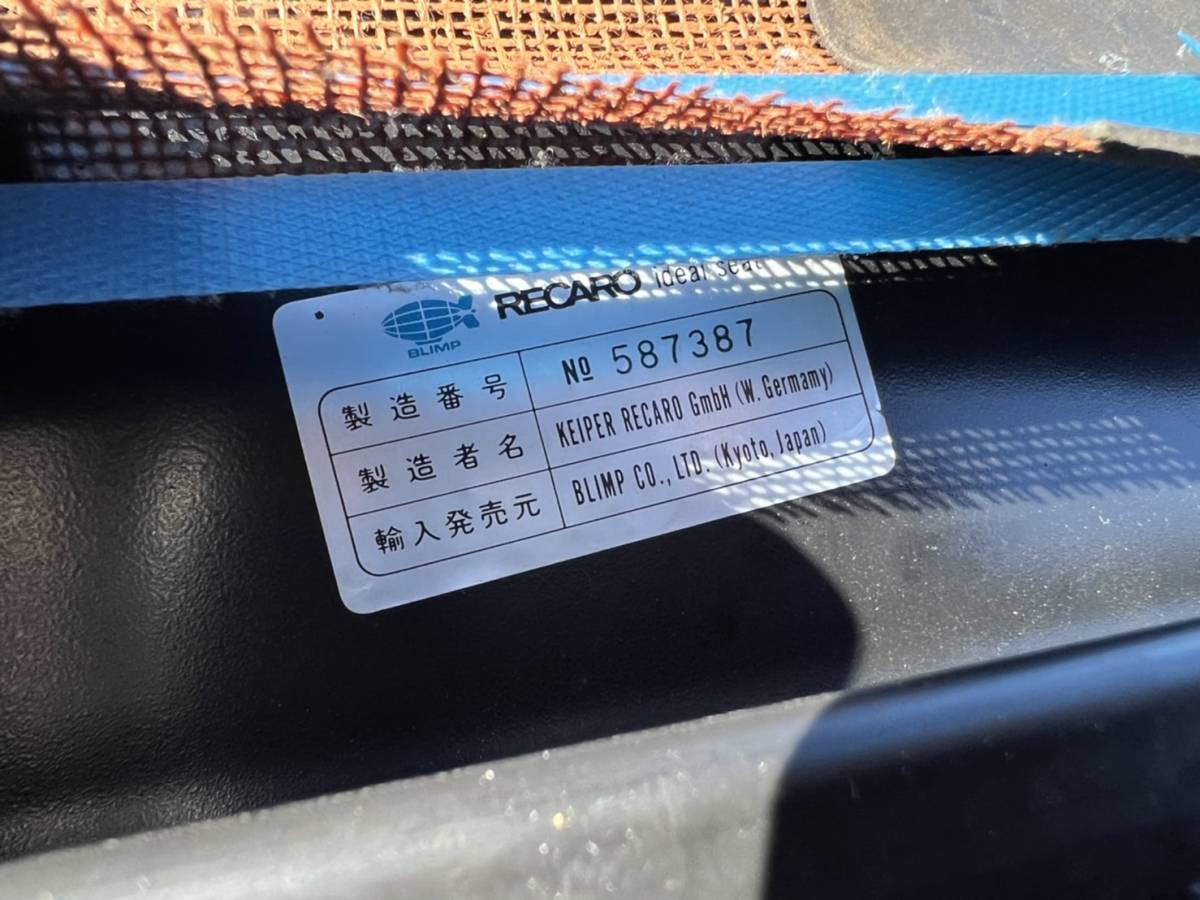 BLIMP
RECARO ideal seat
製造番号 Nº 587387
製造者名 KEIPER RECARO GmbH (W. Germamy)
輸入発売元 BLIMP CO., LTD. (Kyoto, Japan)